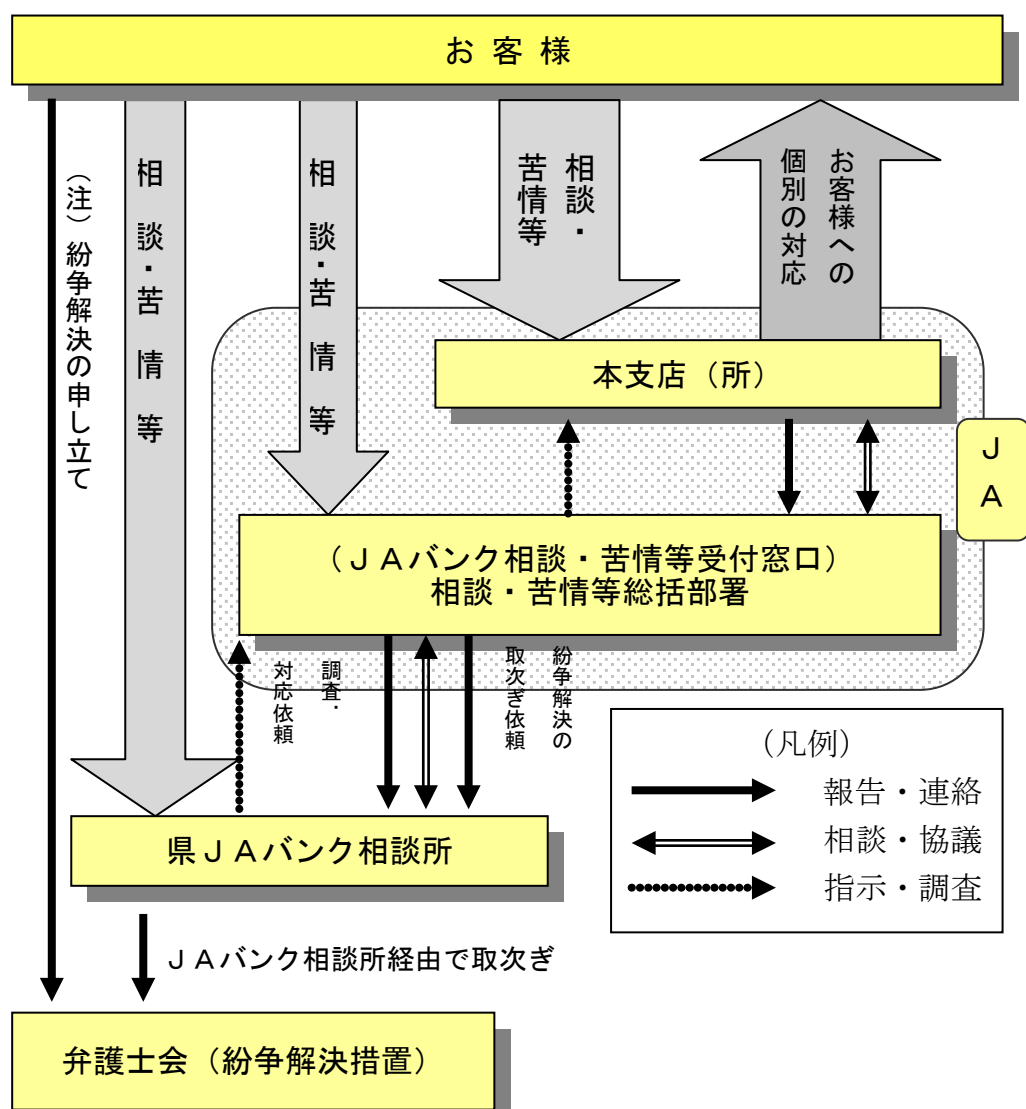 お客様
(注)紛争解決の申し立て
相談・苦情等
相談・苦情等
相談・
苦情等
お客様への
個別の対応
本支店(所)
JA
(JAバンク相談・苦情等受付窓口)
相談・苦情等総括部署
調査・
対応依頼
紛争解決の
取次ぎ依頼
(凡例)
報告・連絡
相談・協議
指示・調査
県JAバンク相談所
JAバンク相談所経由で取次ぎ
弁護士会(紛争解決措置)